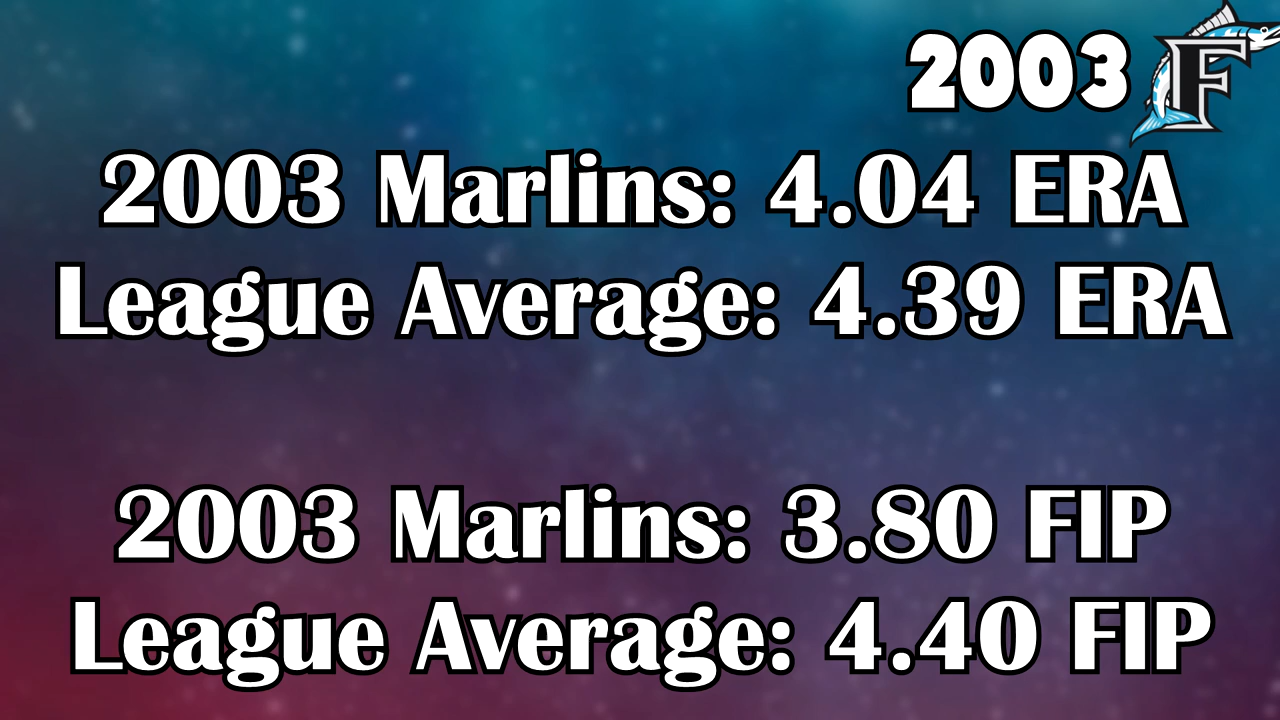 2003 F
2003 Marlins: 4.04 ERA
League Average: 4.39 ERA
2003 Marlins: 3.80 FIP
League Average: 4.40 FIP